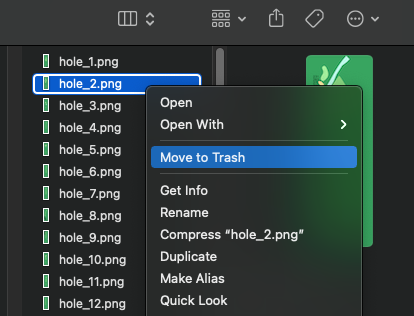 hole_1.png
hole_2.png
hole_3.png
hole_4.png
hole_5.png
hole_6.png
hole_7.png
hole_8.png
hole_9.png
hole_10.png
hole_11.png
hole_12.png
Open
Open With
Move to Trash
Get Info
Rename
Compress “hole_2.png”
Duplicate
Make Alias
Quick Look